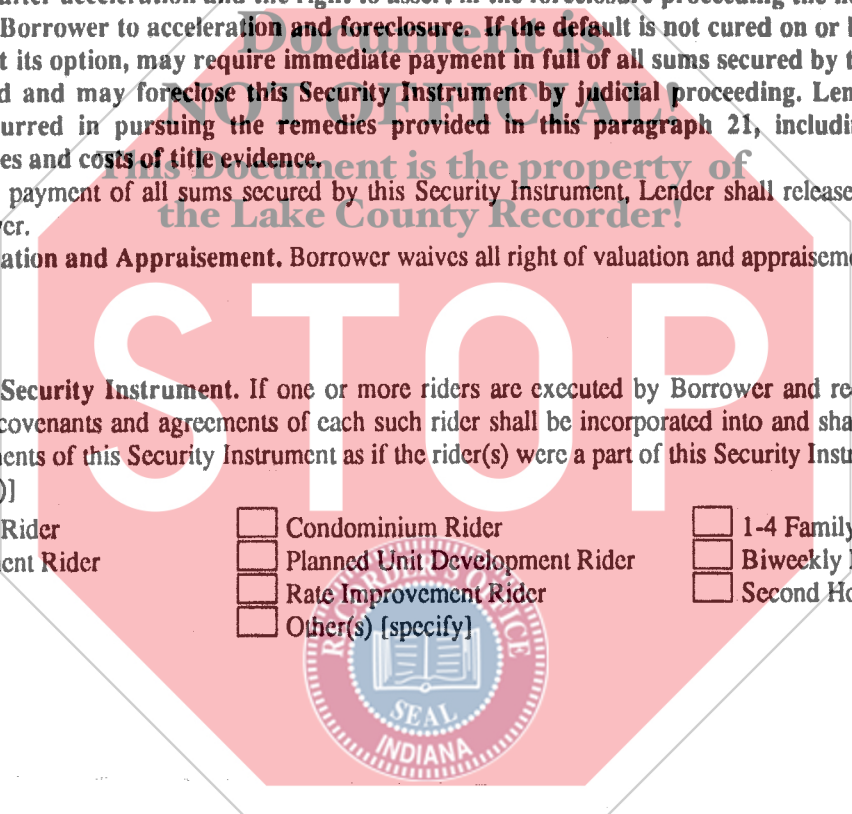 after acceleration and the right to assert in the foreclosure proceeding the
Borrower to acceleration and foreclosure. If the default is not cured on or
t its option, may require immediate payment in full of all sums secured by t
d and may foreclose this Security Instrument by judicial proceeding. Len
urred in pursuing the remedies provided in this paragraph 21, includi
es and costs of title evidence.
payment of all sums secured by this Security Instrument, Lender shall release
er.
ation and Appraisement. Borrower waives all right of valuation and appraiseme
Security Instrument. If one or more riders are executed by Borrower and re
covenants and agreements of each such rider shall be incorporated into and sha
ents of this Security Instrument as if the rider(s) were a part of this Security Instr
)]
Rider
Condominium Rider
1-4 Family
ent Rider
Planned Unit Development Rider
Biweekly
Rate Improvement Rider
Second Ho
Other(s) [specify]
Document is
NOT OFFICIAL!
This Document is the property of
the Lake County Recorder!
STOP
RECORDER'S OFFICE
SEAL
INDIANA